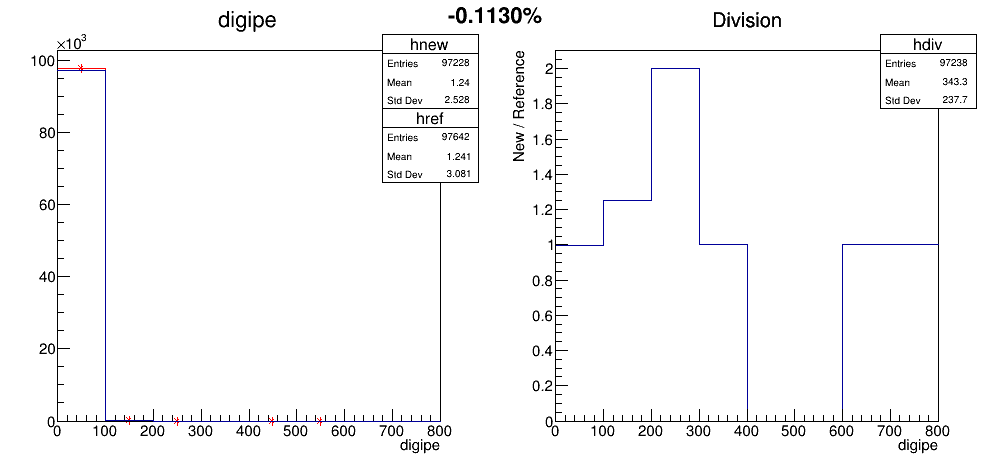 -0.1130%
digipe
×10³
100
80
60
40
20
0
0 100 200 300 400 500 600 700 800
digipe
hnew
Entries 97228
Mean 1.24
Std Dev 2.528
href
Entries 97642
Mean 1.241
Std Dev 3.081
Division
New / Reference
2
1.8
1.6
1.4
1.2
1
0.8
0.6
0.4
0.2
0
0 100 200 300 400 500 600 700 800
digipe
hdiv
Entries 97238
Mean 343.3
Std Dev 237.7